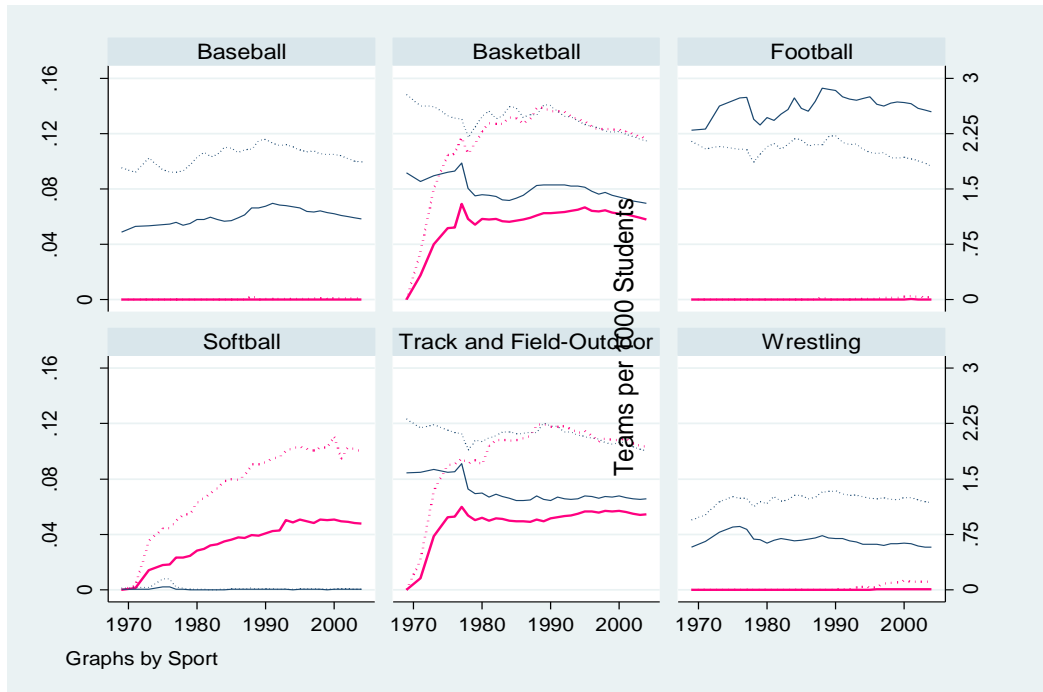 Baseball
Basketball
Football
.16
.12
.08
.04
0
3
2.25
1.5
.75
0
Teams per 1000 Students
Softball
Track and Field-Outdoor
Wrestling
.16
.12
.08
.04
0
3
2.25
1.5
.75
0
1970 1980 1990 2000
1970 1980 1990 2000
1970 1980 1990 2000
Graphs by Sport